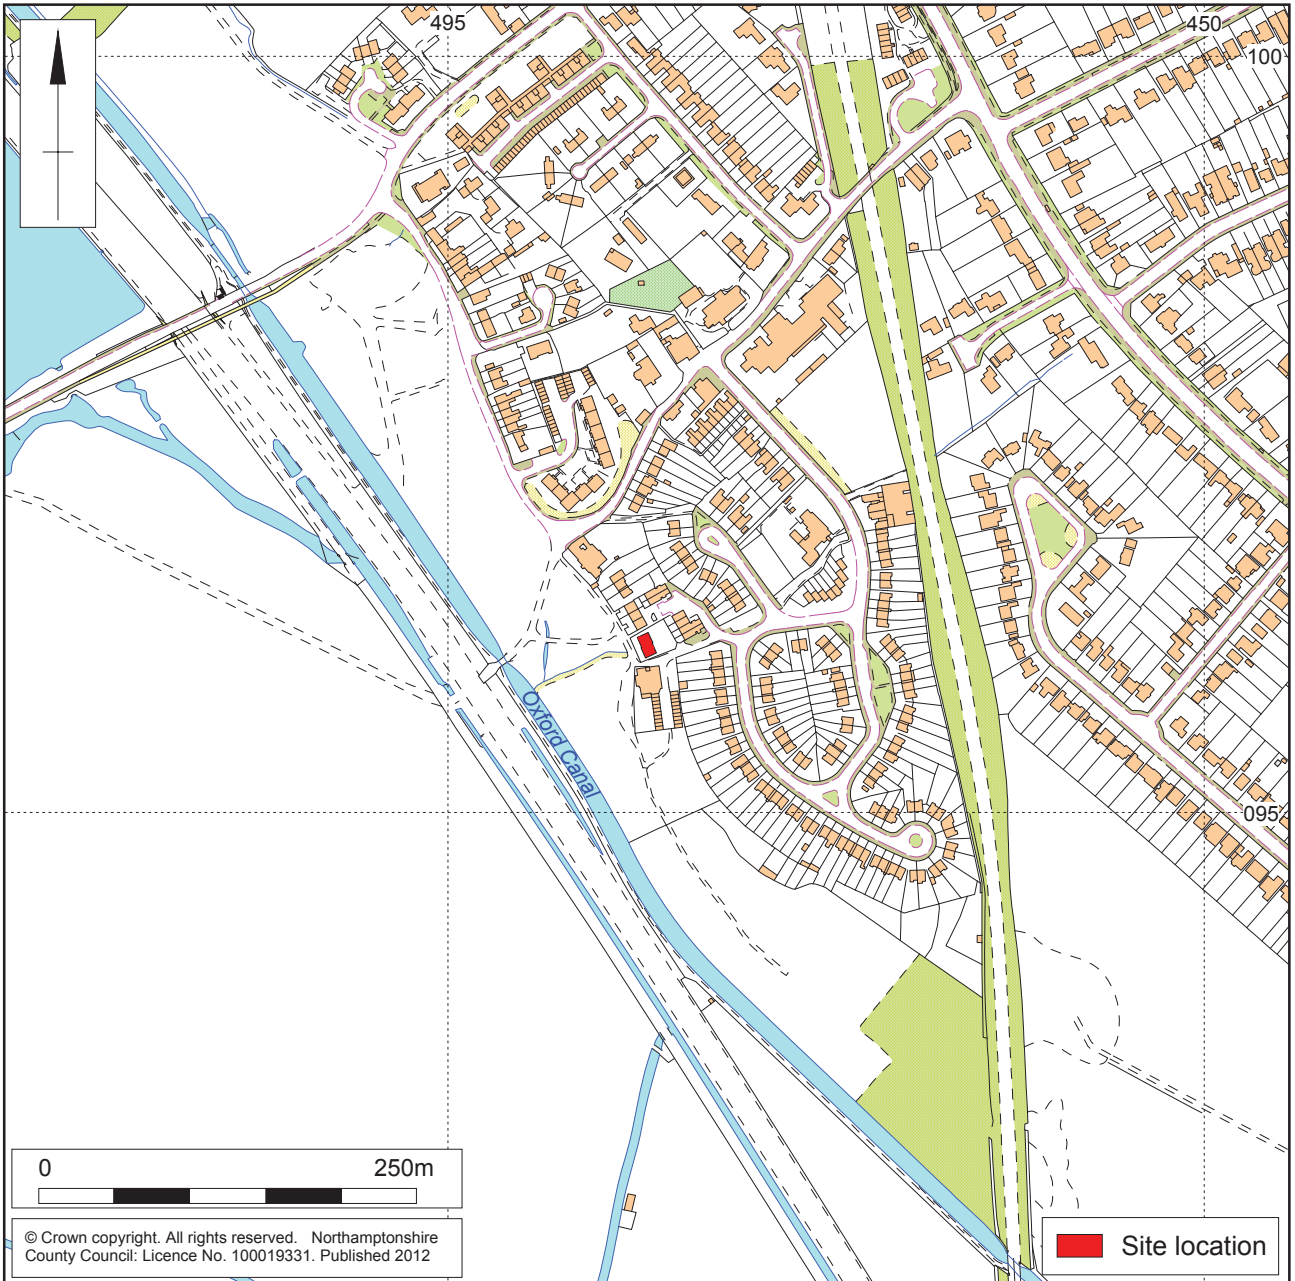 495
450
100
Oxford Canal
095
0 250m
© Crown copyright. All rights reserved. Northamptonshire
County Council: Licence No. 100019331. Published 2012
Site location